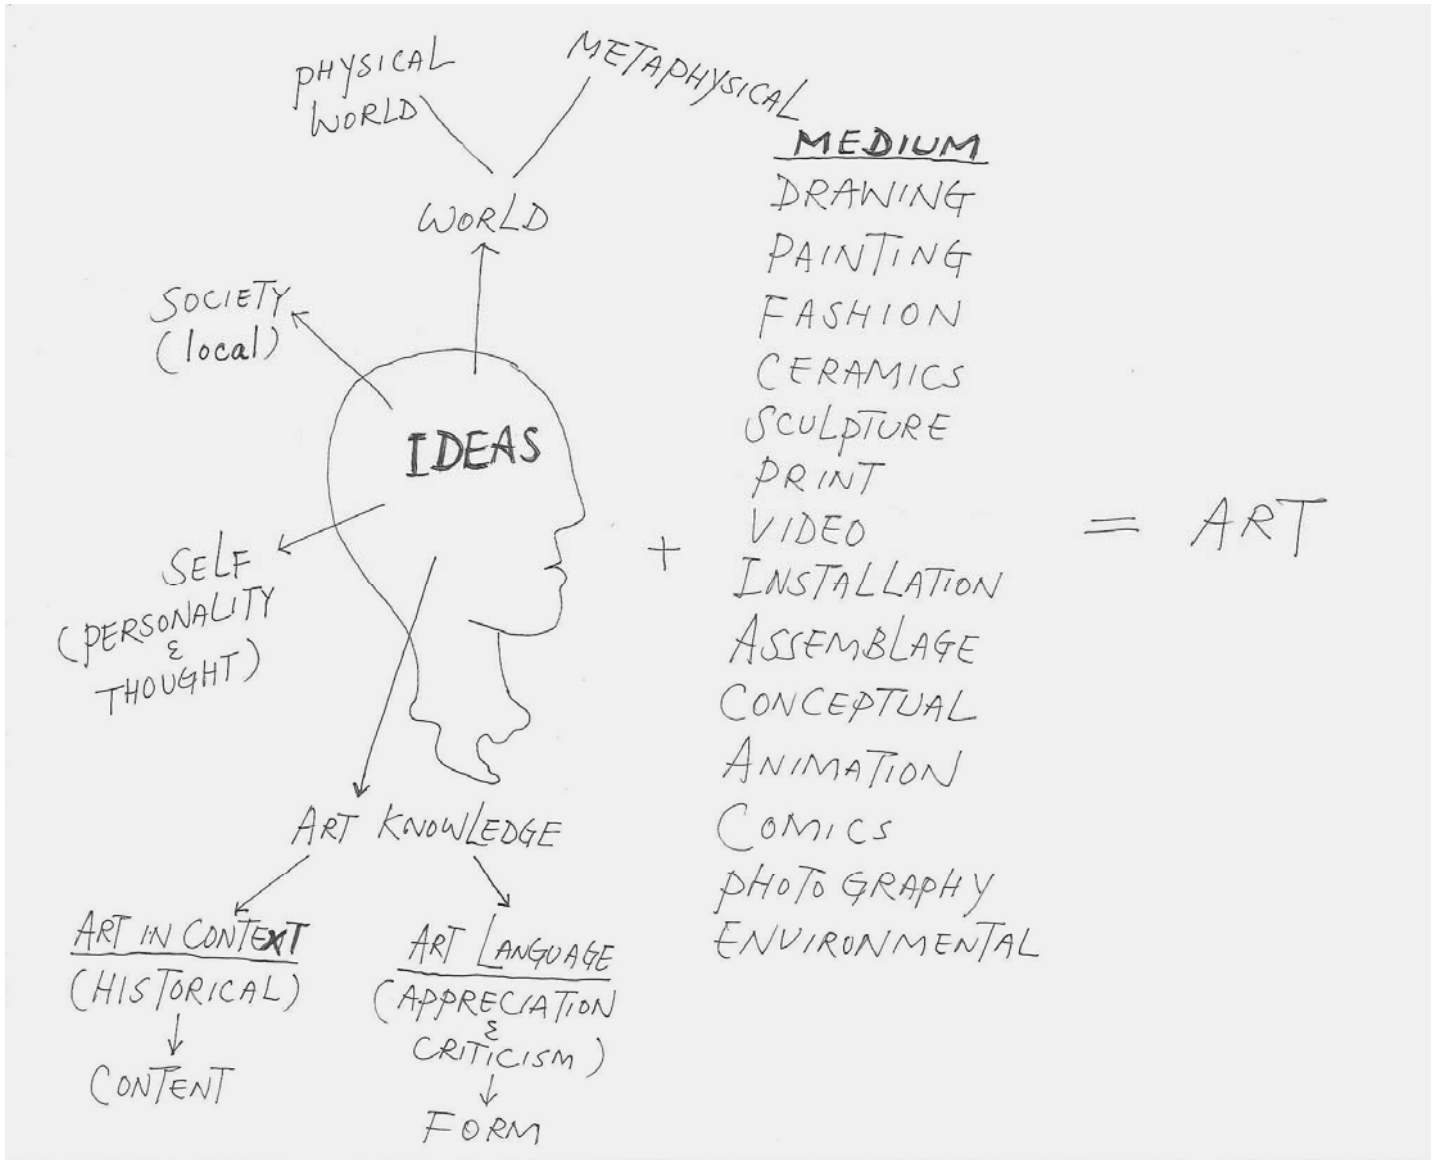 PHYSICAL
WORLD
METAPHYSICAL
WORLD
SOCIETY
(local)
IDEAS
SELF
(PERSONALITY
&
THOUGHT)
ART KNOWLEDGE
ART IN CONTEXT
(HISTORICAL)
CONTENT
ART LANGUAGE
(APPRECIATION
&
CRITICISM)
FORM
+
MEDIUM
DRAWING
PAINTING
FASHION
CERAMICS
SCULPTURE
PRINT
VIDEO
INSTALLATION
ASSEMBLAGE
CONCEPTUAL
ANIMATION
COMICS
PHOTOGRAPHY
ENVIRONMENTAL
= ART